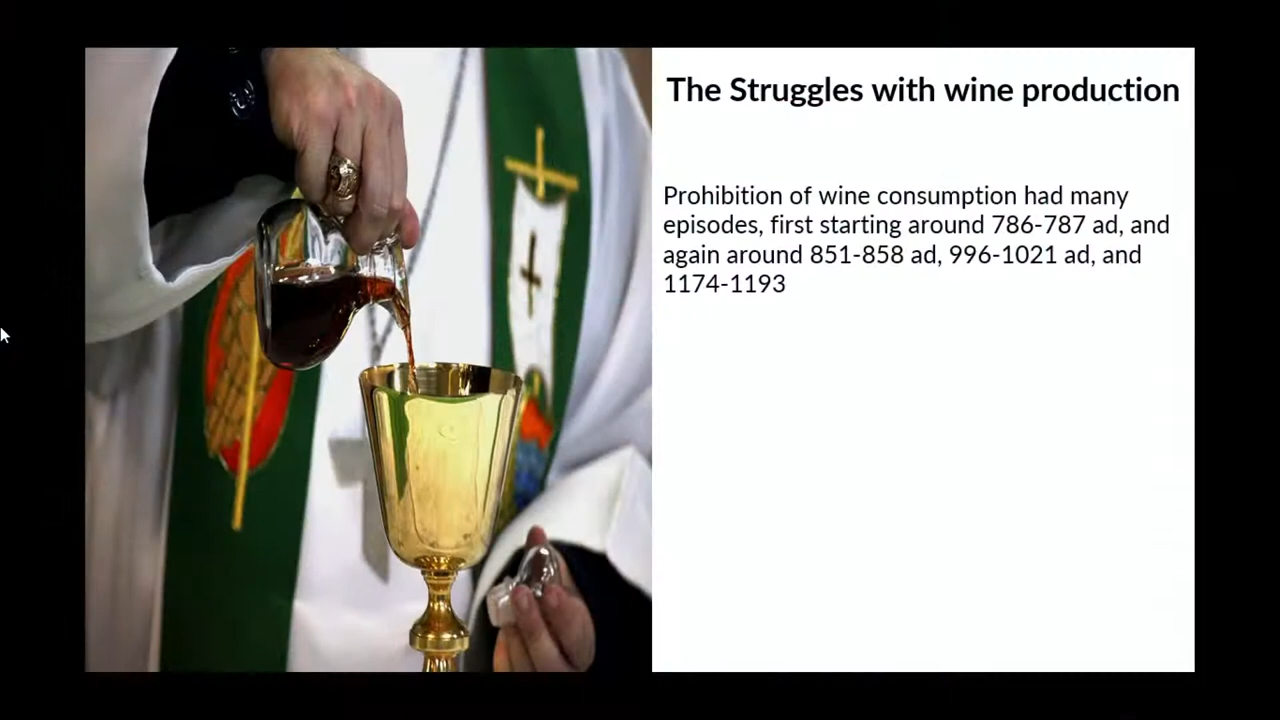 The Struggles with wine production
Prohibition of wine consumption had many
episodes, first starting around 786-787 ad, and
again around 851-858 ad, 996-1021 ad, and
1174-1193